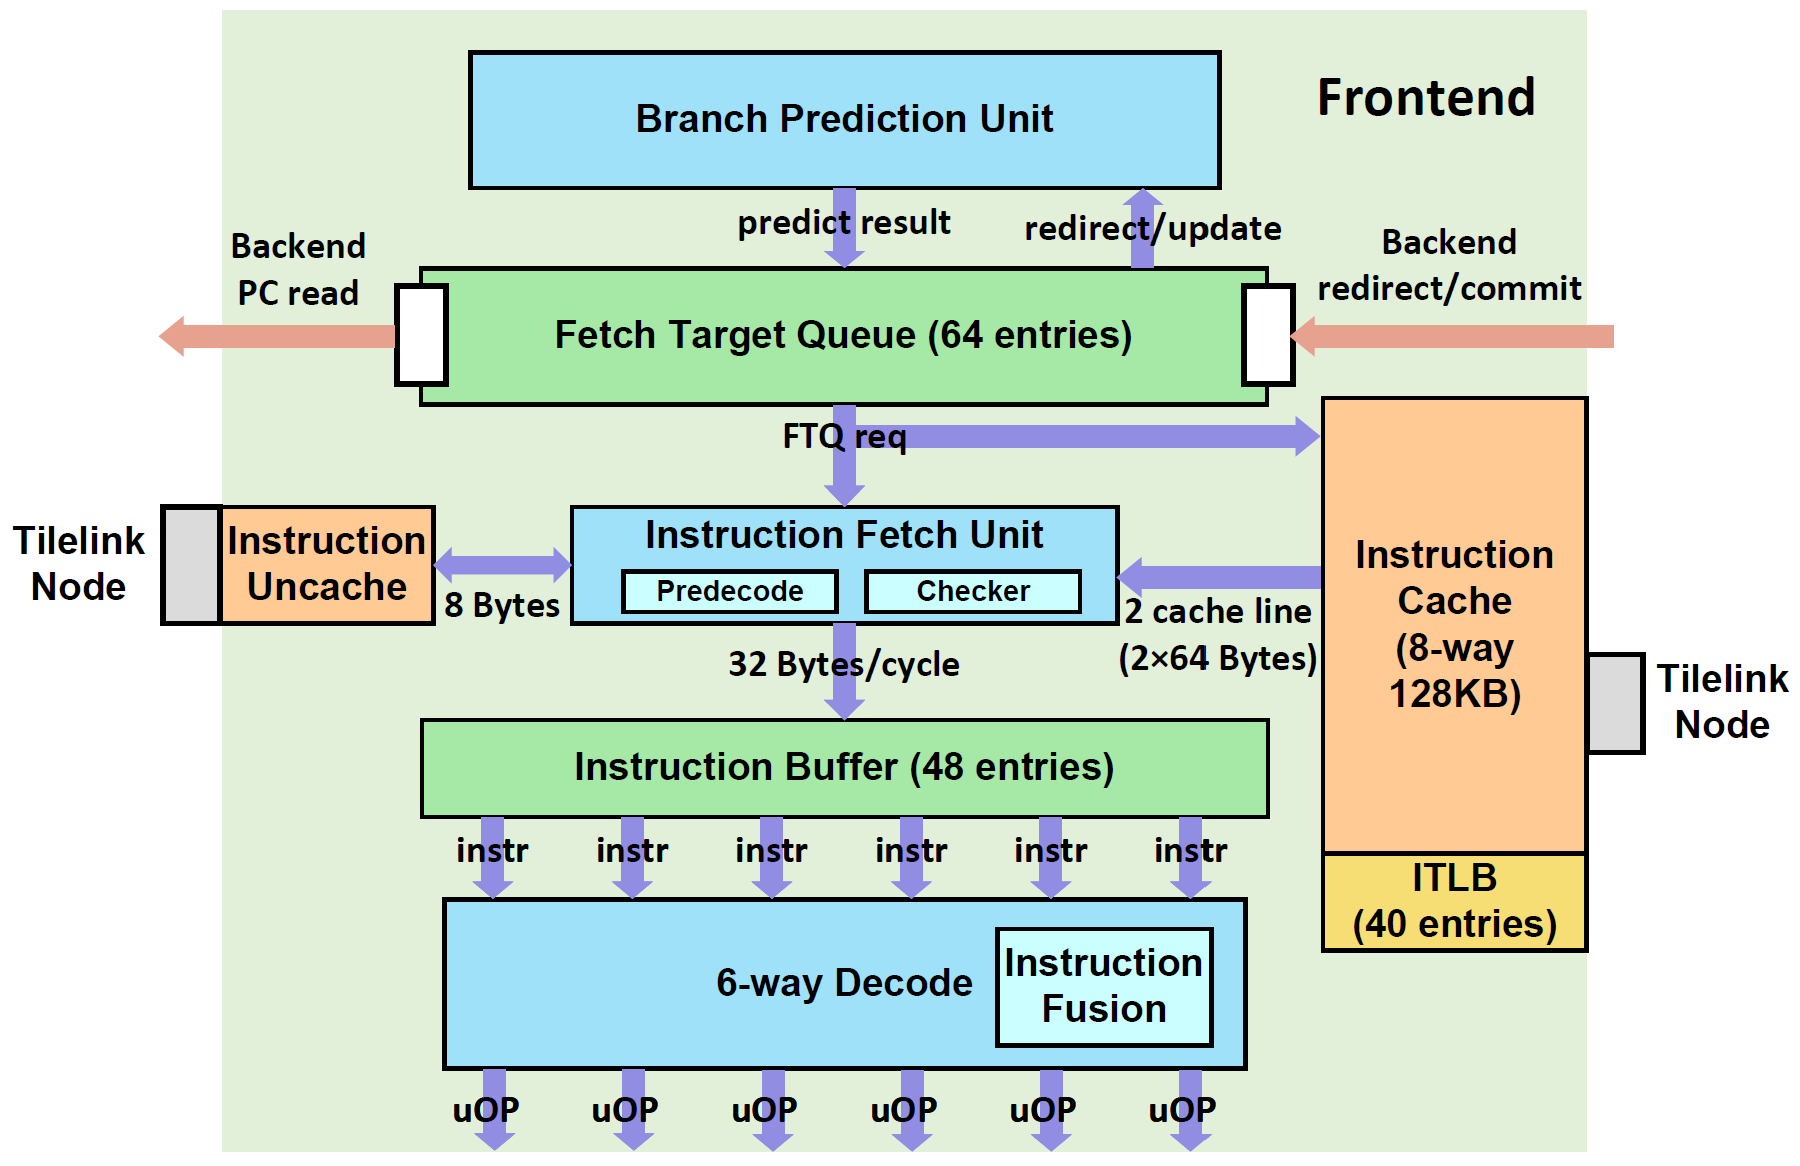 Frontend
Branch Prediction Unit
predict result
redirect/update
Backend
PC read
Backend
redirect/commit
Fetch Target Queue (64 entries)
FTQ req
Tilelink
Node
Instruction
Uncache
8 Bytes
Instruction Fetch Unit
Predecode
Checker
2 cache line
(2×64 Bytes)
Instruction
Cache
(8-way
128KB)
Tilelink
Node
32 Bytes/cycle
Instruction Buffer (48 entries)
instr instr instr instr instr instr
ITLB
(40 entries)
6-way Decode
Instruction
Fusion
uOP uOP uOP uOP uOP uOP